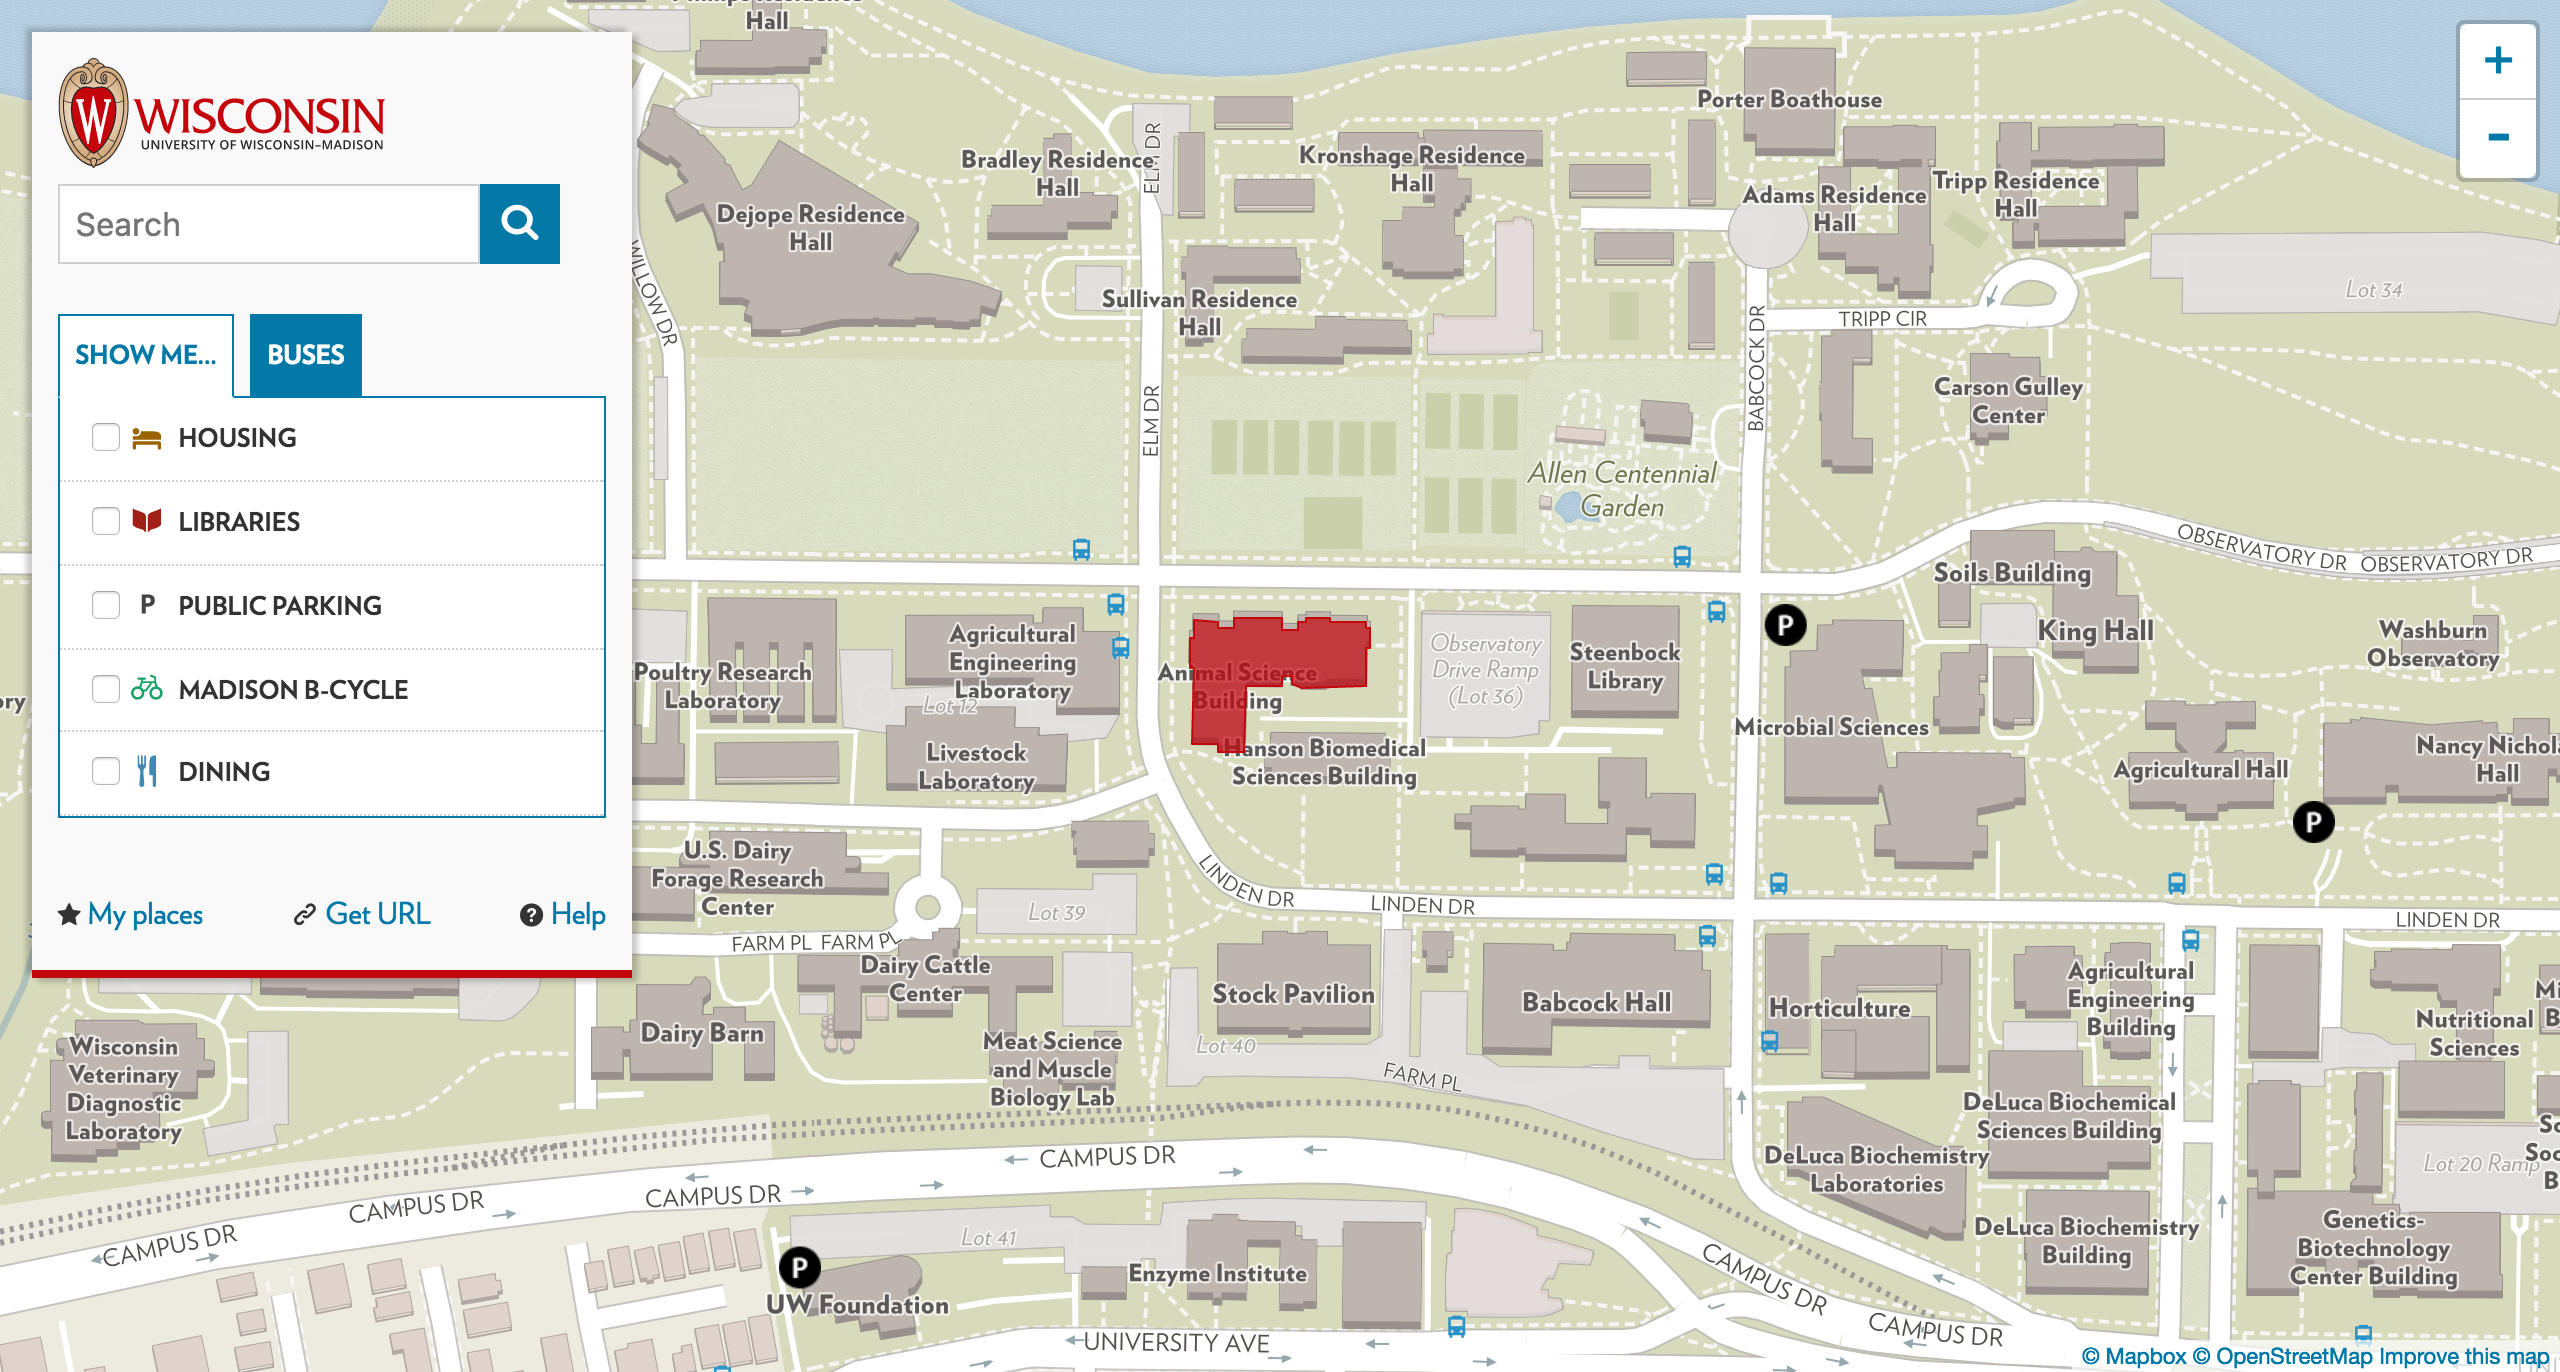 WISCONSIN
UNIVERSITY OF WISCONSIN–MADISON
Search
SHOW ME...
BUSES
HOUSING
LIBRARIES
P PUBLIC PARKING
MADISON B-CYCLE
DINING
My places
Get URL
? Help
+
-
Hall
Porter Boathouse
Bradley Residence
Hall
ELM DR
Kronshage Residence
Hall
Adams Residence
Hall
Tripp Residence
Hall
Dejope Residence
Hall
WILLOW DR
Sullivan Residence
Hall
Lot 34
TRIPP CIR
BABCOCK DR
ELM DR
Carson Gulley
Center
Allen Centennial
Garden
OBSERVATORY DR
OBSERVATORY DR
Soils Building
King Hall
Washburn
Observatory
Agricultural
Engineering
Laboratory
Poultry Research
Laboratory
Lot 12
Animal Science
Building
Observatory
Drive Ramp
(Lot 36)
Steenbock
Library
P
Microbial Sciences
Livestock
Laboratory
Hanson Biomedical
Sciences Building
Agricultural Hall
Nancy Nichola
Hall
P
ory
U.S. Dairy
Forage Research
Center
LINDEN DR
LINDEN DR
LINDEN DR
Lot 39
FARM PL
FARM PL
Dairy Cattle
Center
Stock Pavilion
Babcock Hall
Horticulture
Agricultural
Engineering
Building
Nutritional
Sciences
Mi
B
Dairy Barn
Meat Science
and Muscle
Biology Lab
Lot 40
FARM PL
Wisconsin
Veterinary
Diagnostic
Laboratory
DeLuca Biochemical
Sciences Building
DeLuca Biochemistry
Laboratories
Lot 20 Ramp
So
Soc
B
CAMPUS DR
CAMPUS DR
CAMPUS DR
CAMPUS DR
Lot 41
P
UW Foundation
Enzyme Institute
DeLuca Biochemistry
Building
Genetics-
Biotechnology
Center Building
CAMPUS DR
CAMPUS DR
UNIVERSITY AVE
© Mapbox © OpenStreetMap Improve this map